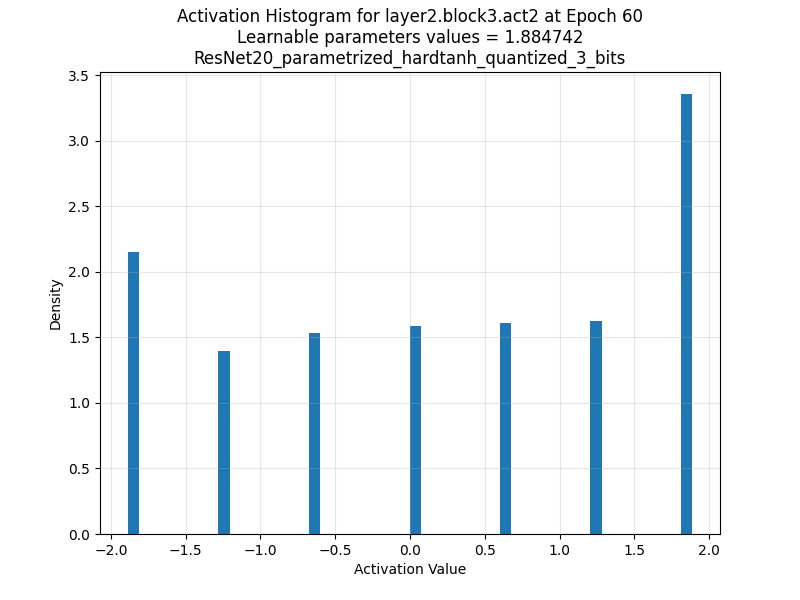 Activation Histogram for layer2.block3.act2 at Epoch 60
Learnable parameters values = 1.884742
ResNet20_parametrized_hardtanh_quantized_3_bits
3.5
3.0
2.5
2.0
1.5
1.0
0.5
0.0
Density
−2.0 −1.5 −1.0 −0.5 0.0 0.5 1.0 1.5 2.0
Activation Value